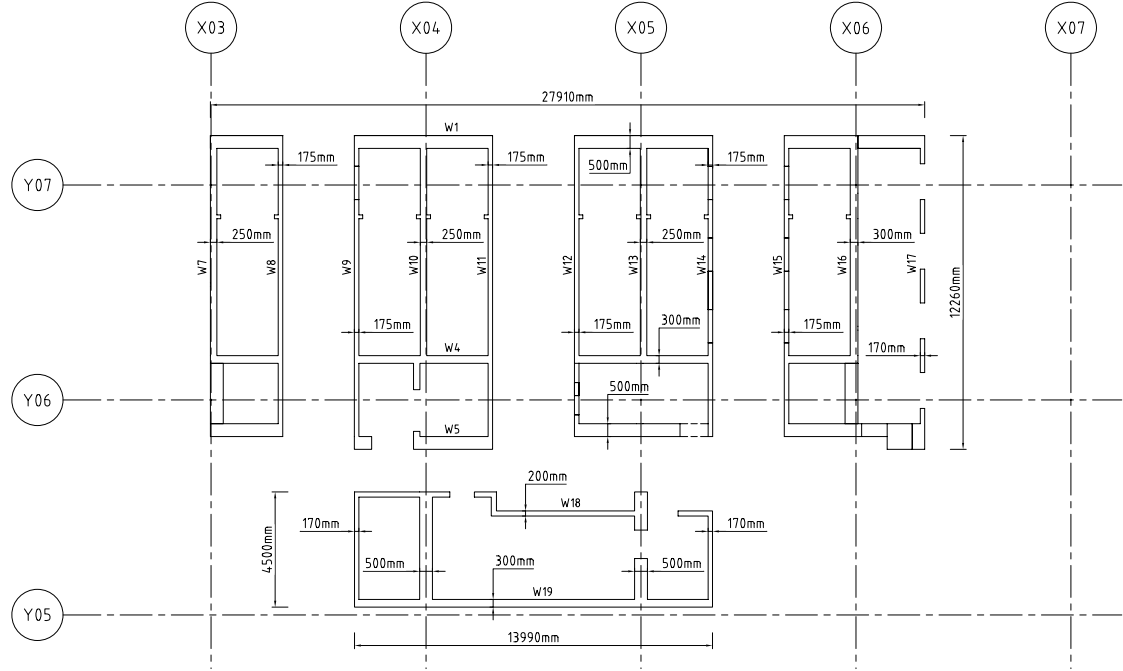 X03 X04 X05 X06 X07
27910mm
W1
175mm 175mm 500mm 175mm
Y07
250mm 250mm 250mm 300mm
W7 W8 W9 W10 W11 W12 W13 W14 W15 W16 W17
12260mm
175mm 175mm 300mm 175mm
W4
170mm
500mm
Y06
W5
200mm
W18
4500mm
170mm 170mm
500mm 300mm 500mm
W19
Y05
13990mm